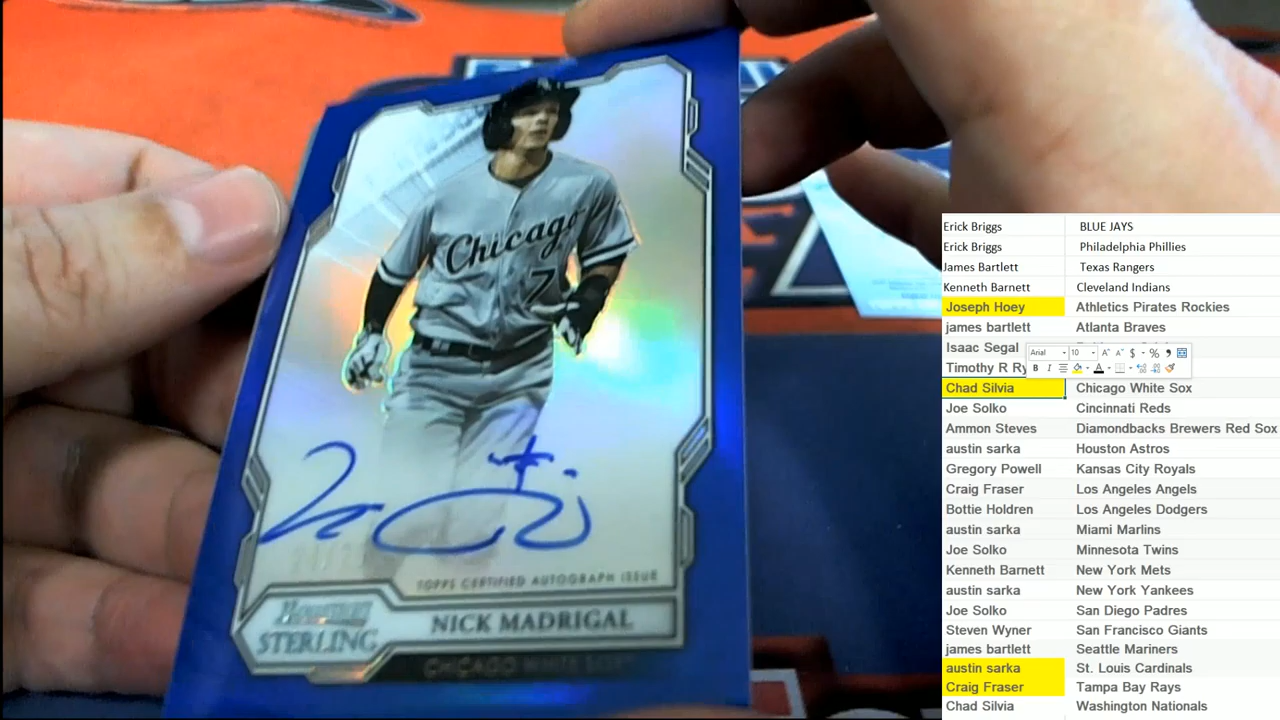 Chicago
7
TOPPS CERTIFIED AUTOGRAPH ISSUE
Bowman
STERLING
NICK MADRIGAL
CHICAGO WHITE SOX
Erick Briggs BLUE JAYS
Erick Briggs Philadelphia Phillies
James Bartlett Texas Rangers
Kenneth Barnett Cleveland Indians
Joseph Hoey Athletics Pirates Rockies
james bartlett Atlanta Braves
Isaac Segal
Arial 10
Timothy R Ry
B I
Chad Silvia Chicago White Sox
Joe Solko Cincinnati Reds
Ammon Steves Diamondbacks Brewers Red Sox
austin sarka Houston Astros
Gregory Powell Kansas City Royals
Craig Fraser Los Angeles Angels
Bottie Holdren Los Angeles Dodgers
austin sarka Miami Marlins
Joe Solko Minnesota Twins
Kenneth Barnett New York Mets
austin sarka New York Yankees
Joe Solko San Diego Padres
Steven Wyner San Francisco Giants
james bartlett Seattle Mariners
austin sarka St. Louis Cardinals
Craig Fraser Tampa Bay Rays
Chad Silvia Washington Nationals